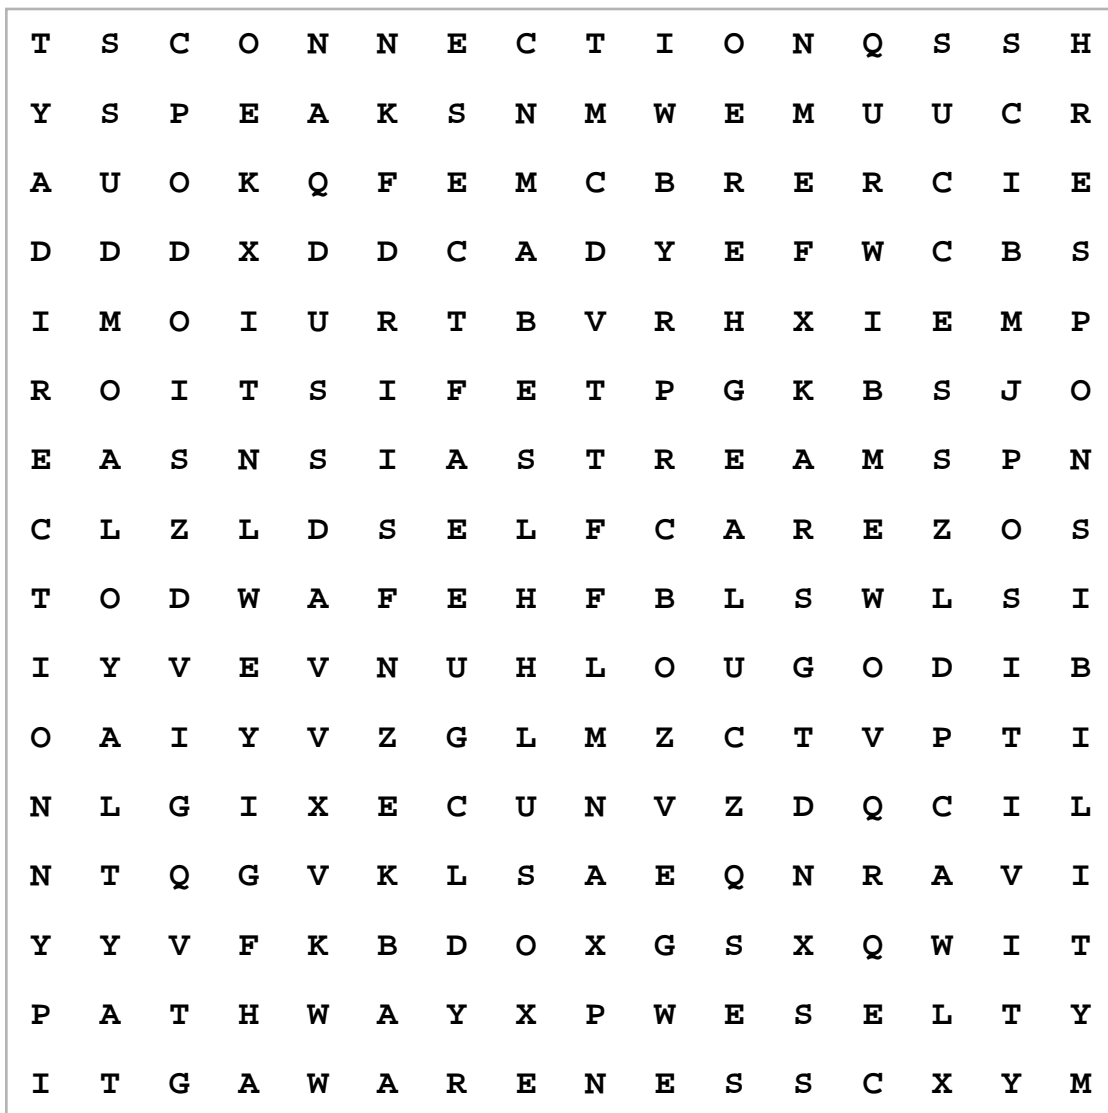 T S C O N N E C T I O N Q S S H
Y S P E A K S N M W E M U U C R
A U O K Q F E M C B R E R C I E
D D D X D D C A D Y E F W C B S
I M O I U R T B V R H X I E M P
R O I T S I F E T P G K B S J O
E A S N S I A S T R E A M S P N
C L Z L D S E L F C A R E Z O S
T O D W A F E H F B L S W L S I
I Y V E V N U H L O U G O D I B
O A I Y V Z G L M Z C T V P T I
N L G I X E C U N V Z D Q C I L
N T Q G V K L S A E Q N R A V I
Y Y V F K B D O X G S X Q W I T
P A T H W A Y X P W E S E L T Y
I T G A W A R E N E S S C X Y M